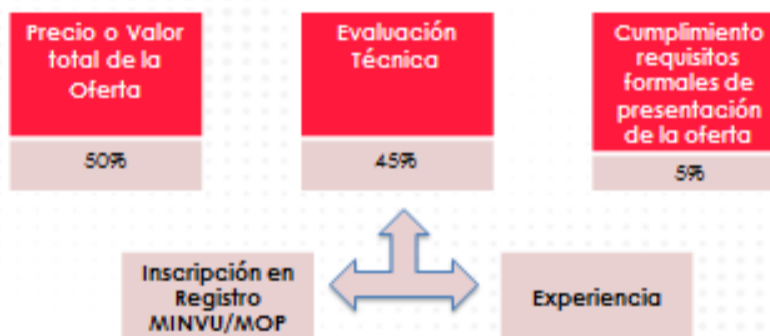 Precio o Valor
total de la
Oferta
50%
Evaluación
Técnica
45%
Cumplimiento
requisitos
formales de
presentación
de la oferta
5%
Inscripción en
Registro
MINVU/MOP
Experiencia